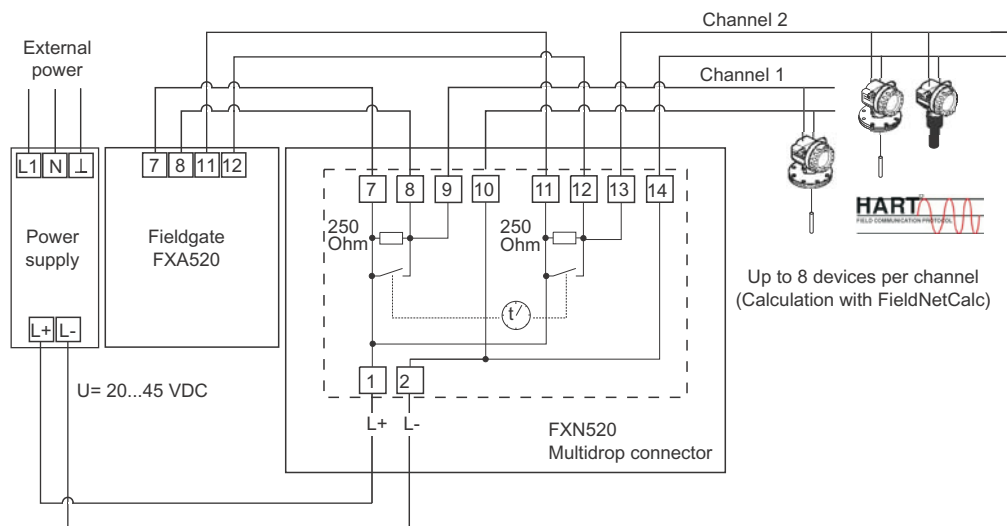 Channel 2
External
power
Channel 1
L1 N ⊥
7 8 11 12
7 8 9 10 11 12 13 14
HART
FIELD COMMUNICATION PROTOCOL
250
Ohm
250
Ohm
Power
supply
Fieldgate
FXA520
Up to 8 devices per channel
(Calculation with FieldNetCalc)
t/
L+ L-
1 2
U= 20...45 VDC
L+ L-
FXN520
Multidrop connector